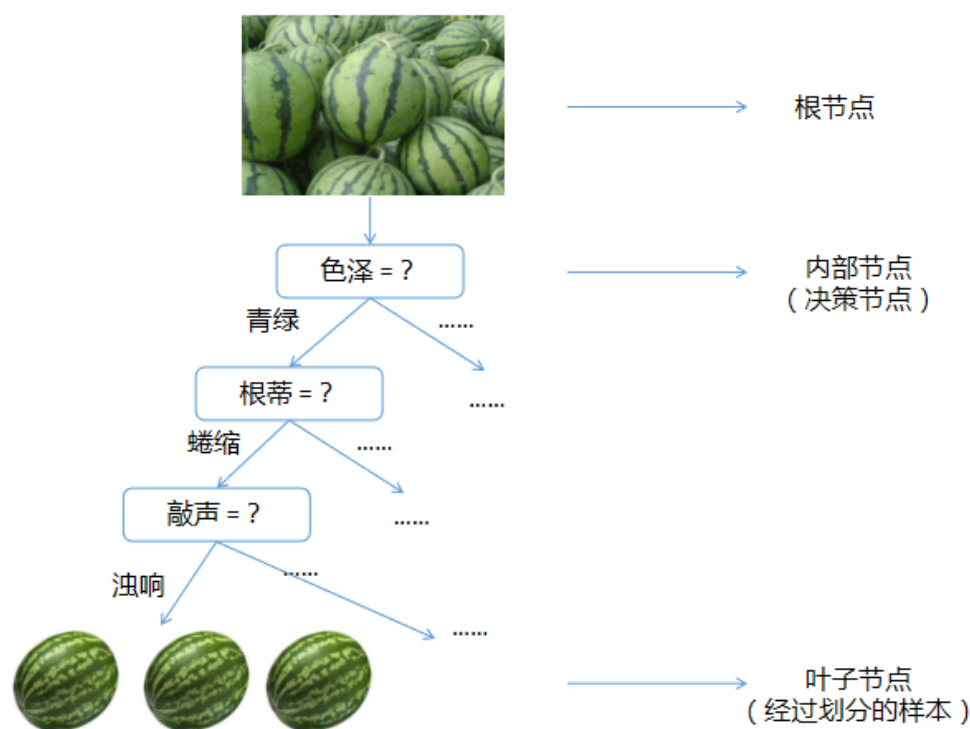 根节点
色泽 = ?
内部节点
（决策节点）
青绿
……
根蒂 = ?
……
蜷缩
……
敲声 = ?
……
浊响
……
……
叶子节点
（经过划分的样本）